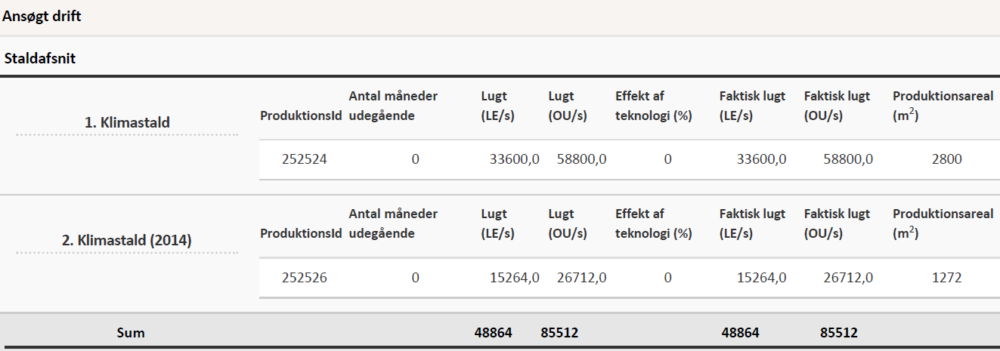 Ansøgt drift
Staldafsnit
1. Klimastald
ProduktionsId Antal måneder udegående Lugt (LE/s) Lugt (OU/s) Effekt af teknologi (%) Faktisk lugt (LE/s) Faktisk lugt (OU/s) Produktionsareal (m²)
252524 0 33600,0 58800,0 0 33600,0 58800,0 2800
2. Klimastald (2014)
ProduktionsId Antal måneder udegående Lugt (LE/s) Lugt (OU/s) Effekt af teknologi (%) Faktisk lugt (LE/s) Faktisk lugt (OU/s) Produktionsareal (m²)
252526 0 15264,0 26712,0 0 15264,0 26712,0 1272
Sum 48864 85512 48864 85512